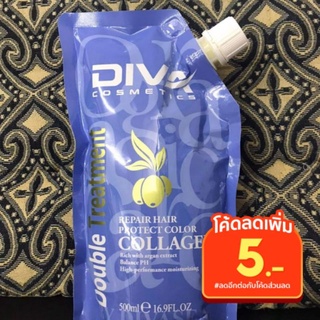 DIVA
COSMETICS
Double Treatment
REPAIR HAIR
PROTECT COLOR
COLLAGE
Rich with argan extract
Balance PH
High-performance moisturizing
500ml ℮ 16.9FL.OZ
โค้ดลดเพิ่ม
5.-
#ลดอีกต่อกับโค้ดส่วนลด